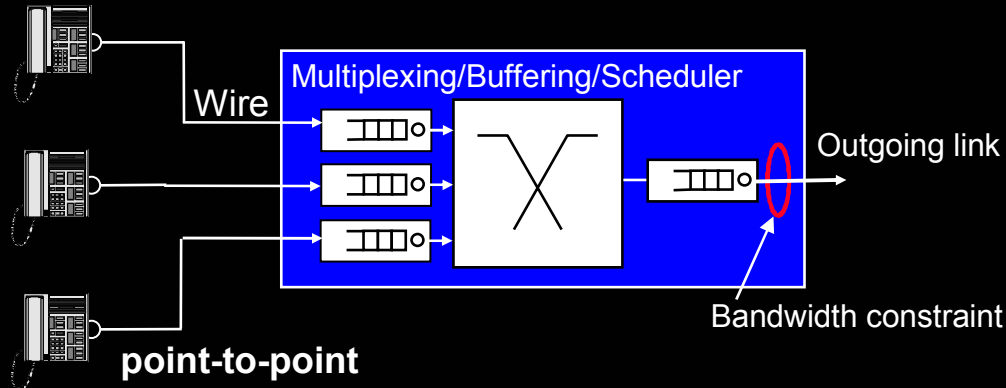 Multiplexing/Buffering/Scheduler
Wire
Outgoing link
Bandwidth constraint
point-to-point